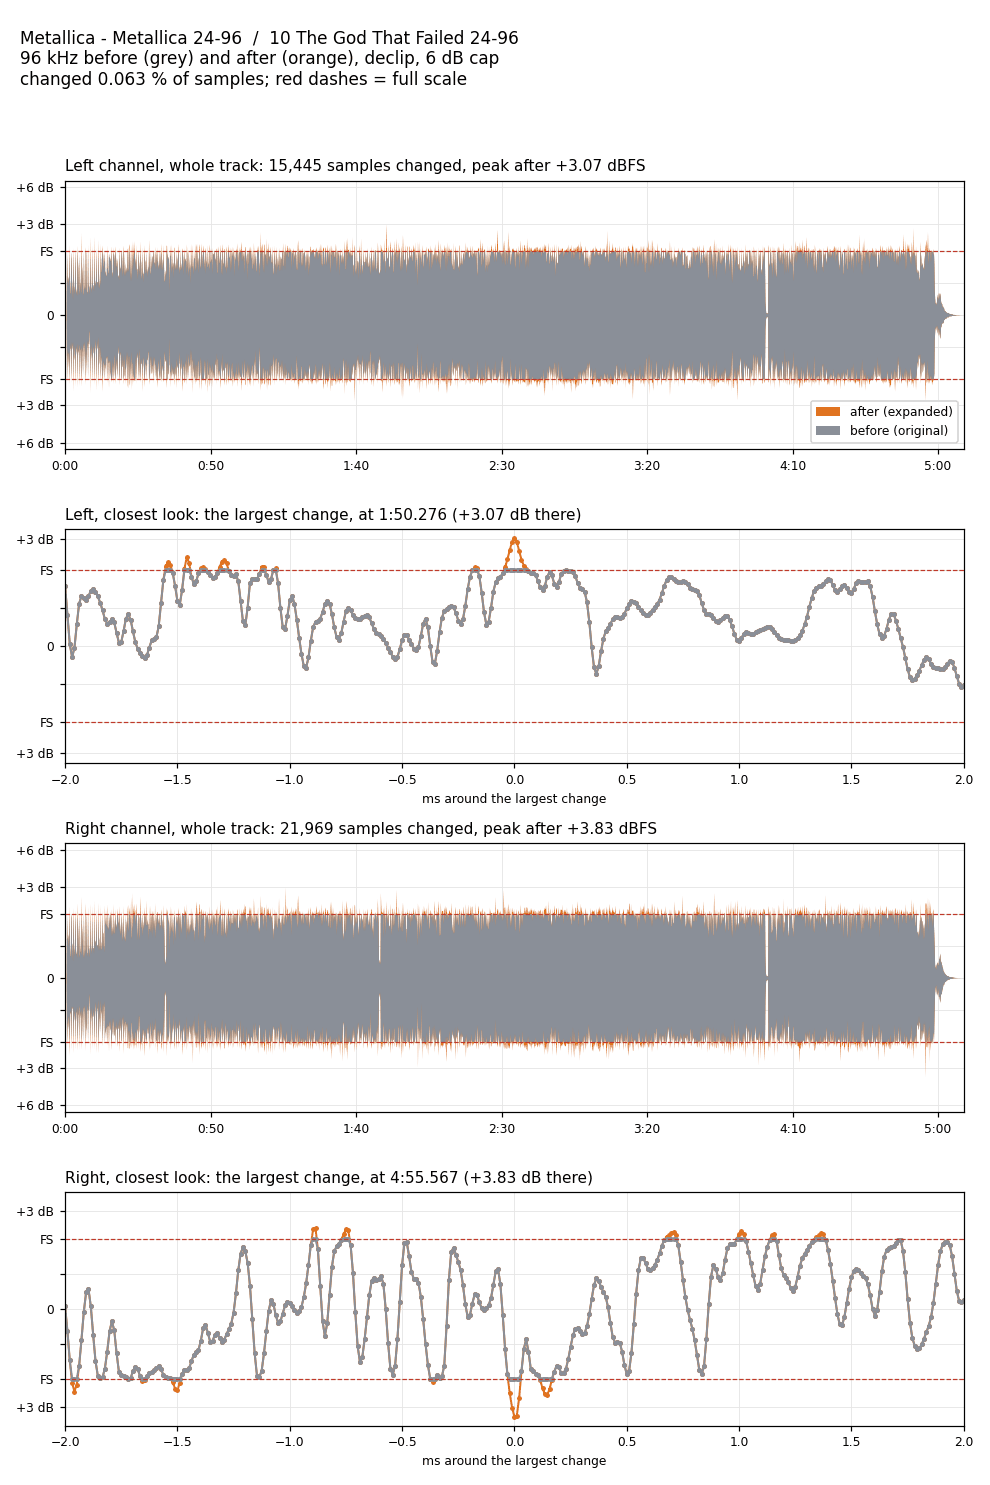 Metallica - Metallica 24-96  /  10 The God That Failed 24-96
96 kHz before (grey) and after (orange), declip, 6 dB cap
changed 0.063 % of samples; red dashes = full scale
Left channel, whole track: 15,445 samples changed, peak after +3.07 dBFS
+6 dB
+3 dB
FS
0
FS
+3 dB
+6 dB
after (expanded)
before (original)
0:00 0:50 1:40 2:30 3:20 4:10 5:00
Left, closest look: the largest change, at 1:50.276 (+3.07 dB there)
+3 dB
FS
0
FS
+3 dB
−2.0 −1.5 −1.0 −0.5 0.0 0.5 1.0 1.5 2.0
ms around the largest change
Right channel, whole track: 21,969 samples changed, peak after +3.83 dBFS
+6 dB
+3 dB
FS
0
FS
+3 dB
+6 dB
0:00 0:50 1:40 2:30 3:20 4:10 5:00
Right, closest look: the largest change, at 4:55.567 (+3.83 dB there)
+3 dB
FS
0
FS
+3 dB
−2.0 −1.5 −1.0 −0.5 0.0 0.5 1.0 1.5 2.0
ms around the largest change